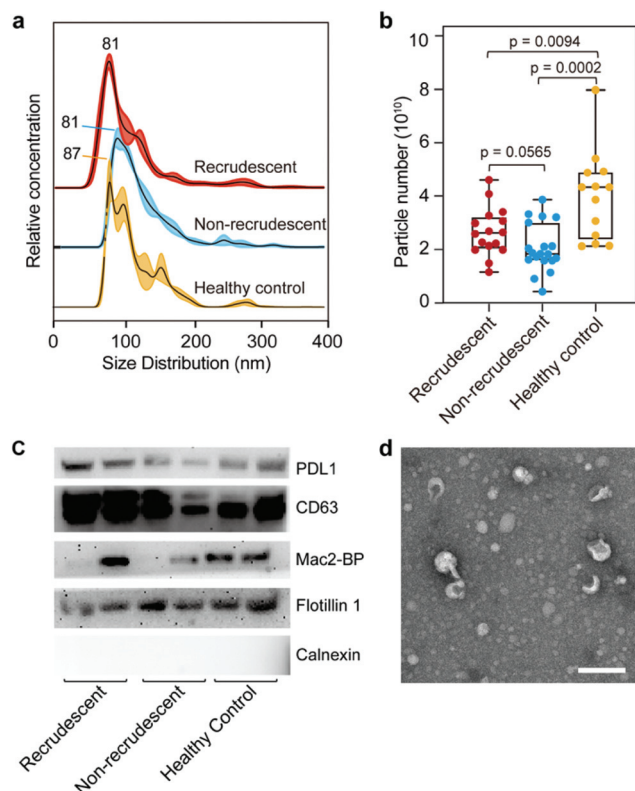 a
81
81
87
Recrudescent
Non-recrudescent
Healthy control
Relative concentration
0
100
200
300
400
Size Distribution (nm)
b
p = 0.0094
p = 0.0002
p = 0.0565
10
8
6
4
2
0
Particle number (10¹⁰)
Recrudescent
Non-recrudescent
Healthy control
c
PDL1
CD63
Mac2-BP
Flotillin 1
Calnexin
Recrudescent
Non-recrudescent
Healthy Control
d